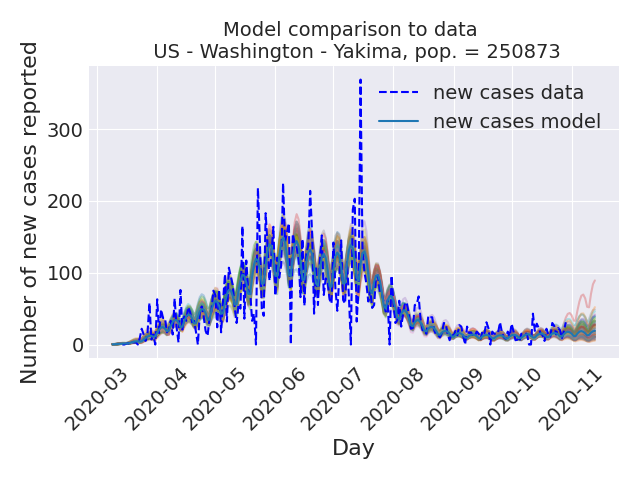 Model comparison to data
US - Washington - Yakima, pop. = 250873
new cases data
new cases model
Number of new cases reported
300
200
100
0
2020-03
2020-04
2020-05
2020-06
2020-07
2020-08
2020-09
2020-10
2020-11
Day